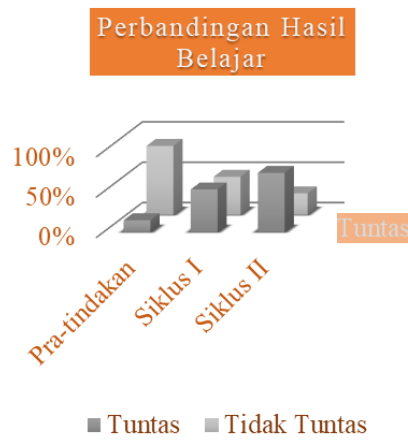 Perbandingan Hasil
Belajar
100%
50%
0%
Tuntas
Pra-tindakan
Siklus I
Siklus II
Tuntas
Tidak Tuntas